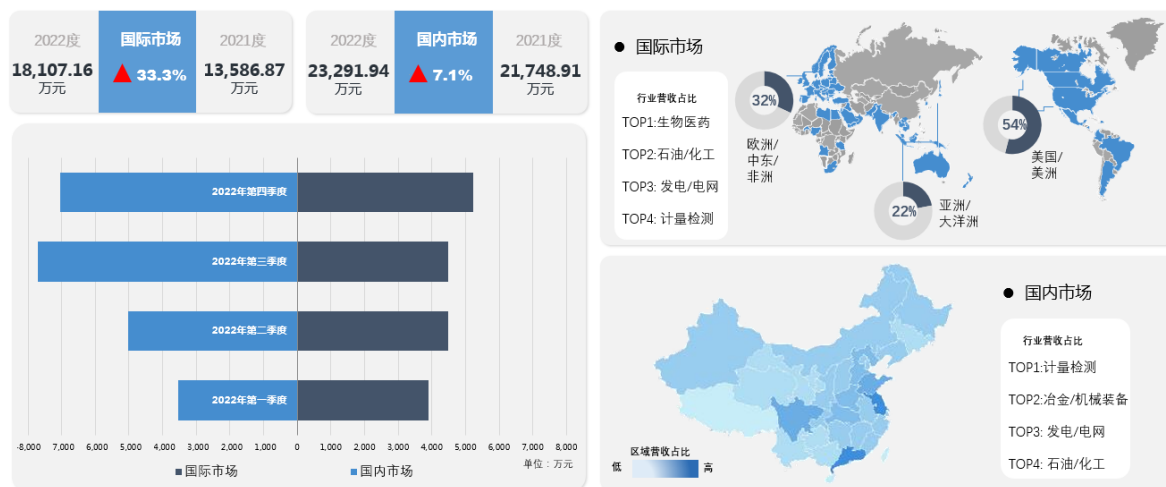 2022度
国际市场
2021度
18,107.16
万元
33.3%
13,586.87
万元
2022度
国内市场
2021度
23,291.94
万元
7.1%
21,748.91
万元
2022年第四季度
2022年第三季度
2022年第二季度
2022年第一季度
-8,000 7,000 6,000 5,000 4,000 3,000 2,000 1,000 0 1,000 2,000 3,000 4,000 5,000 6,000 7,000 8,000
单位：万元
国际市场 国内市场
● 国际市场
行业营收占比
TOP1:生物医药
TOP2:石油/化工
TOP3: 发电/电网
TOP4: 计量检测
32%
欧洲/
中东/
非洲
54%
美国/
美洲
22%
亚洲/
大洋洲
● 国内市场
行业营收占比
TOP1:计量检测
TOP2:冶金/机械装备
TOP3: 发电/电网
TOP4: 石油/化工
区域营收占比
低 高